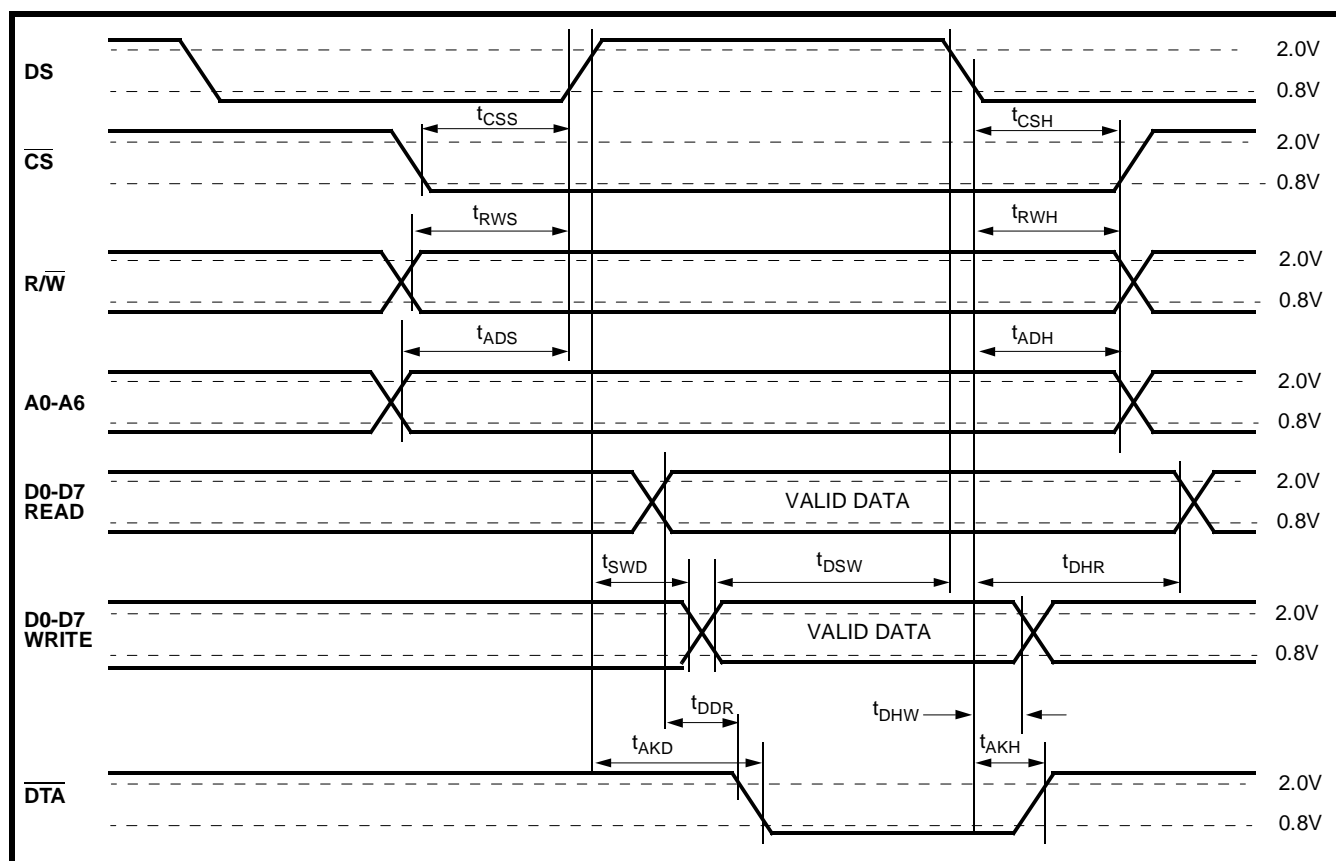 DS
2.0V
0.8V
tCSS
tCSH
CS
2.0V
0.8V
tRWS
tRWH
R/W
2.0V
0.8V
tADS
tADH
A0-A6
2.0V
0.8V
D0-D7
READ
VALID DATA
2.0V
0.8V
tSWD
tDSW
tDHR
D0-D7
WRITE
VALID DATA
2.0V
0.8V
tDDR
tDHW
tAKD
tAKH
DTA
2.0V
0.8V